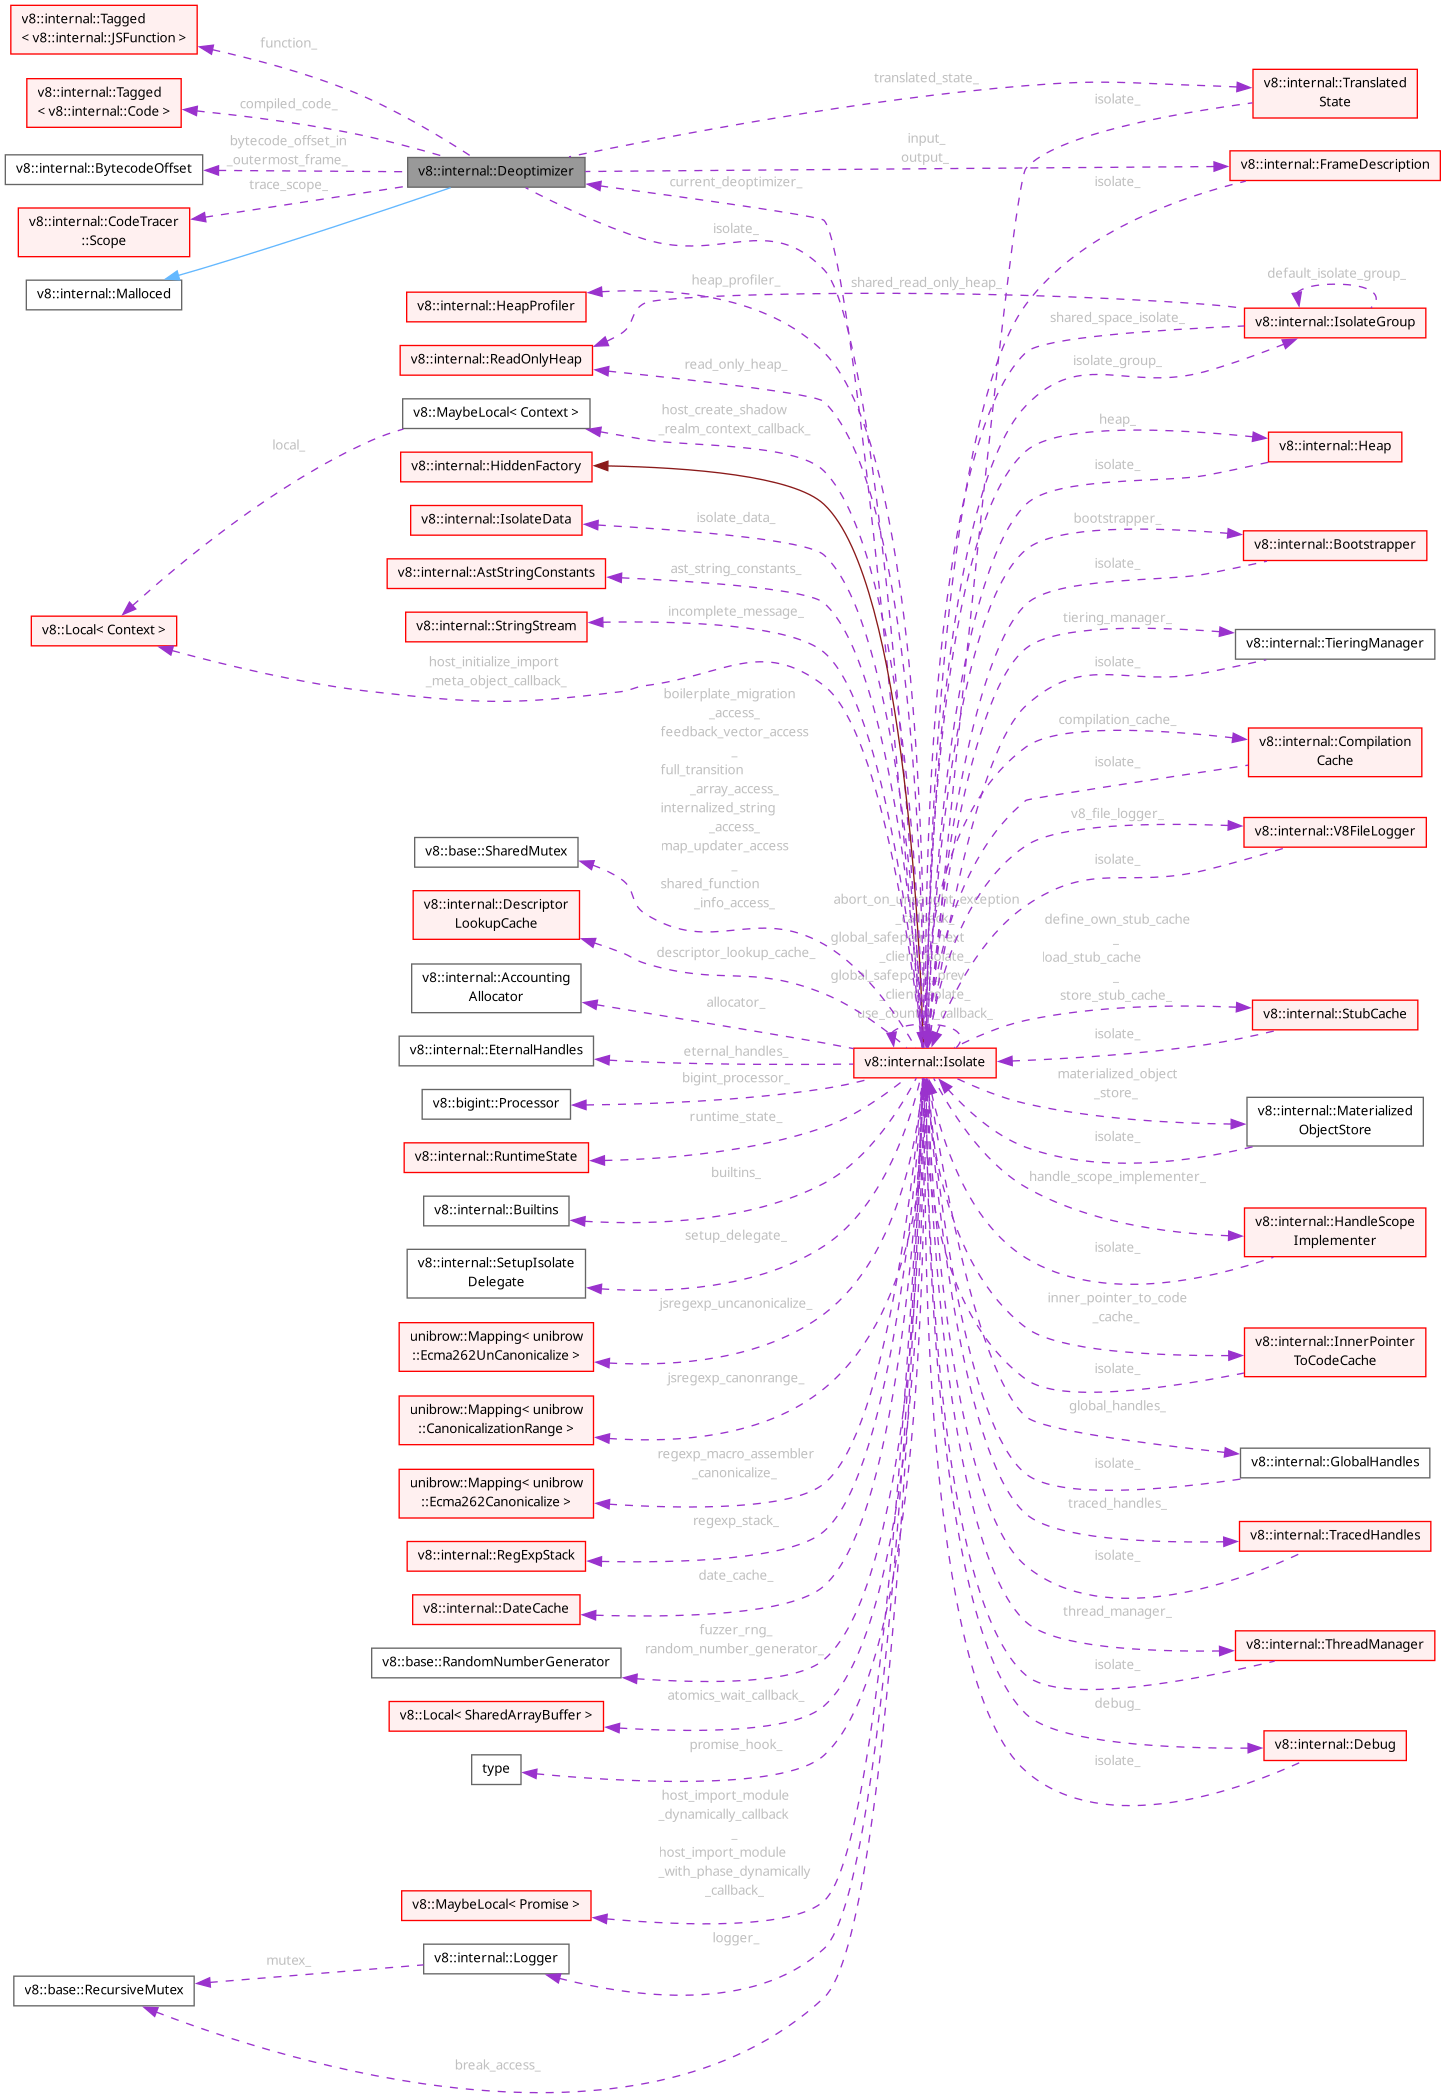 v8::internal::Tagged
< v8::internal::JSFunction >
function_
v8::internal::Tagged
< v8::internal::Code >
compiled_code_
translated_state_
v8::internal::Translated
State
isolate_
v8::internal::BytecodeOffset
bytecode_offset_in
_outermost_frame_
v8::internal::Deoptimizer
input_
output_
v8::internal::FrameDescription
v8::internal::CodeTracer
::Scope
trace_scope_
current_deoptimizer_
isolate_
isolate_
v8::internal::Malloced
v8::internal::HeapProfiler
heap_profiler_
shared_read_only_heap_
default_isolate_group_
v8::internal::IsolateGroup
shared_space_isolate_
isolate_group_
v8::internal::ReadOnlyHeap
read_only_heap_
v8::MaybeLocal< Context >
host_create_shadow
_realm_context_callback_
local_
heap_
v8::internal::Heap
isolate_
v8::internal::HiddenFactory
v8::internal::IsolateData
isolate_data_
bootstrapper_
v8::internal::Bootstrapper
isolate_
v8::internal::AstStringConstants
ast_string_constants_
v8::internal::StringStream
incomplete_message_
tiering_manager_
v8::internal::TieringManager
isolate_
v8::Local< Context >
host_initialize_import
_meta_object_callback_
boilerplate_migration
_access_
feedback_vector_access
_
full_transition
_array_access_
internalized_string
_access_
map_updater_access
_
shared_function
_info_access_
compilation_cache_
v8::internal::Compilation
Cache
isolate_
v8_file_logger_
v8::internal::V8FileLogger
isolate_
v8::base::SharedMutex
v8::internal::Descriptor
LookupCache
descriptor_lookup_cache_
global_safepoint_prev
define_own_stub_cache
_
load_stub_cache
_
store_stub_cache_
v8::internal::StubCache
isolate_
v8::internal::Accounting
Allocator
allocator_
v8::internal::EternalHandles
eternal_handles_
v8::internal::Isolate
v8::bigint::Processor
bigint_processor_
materialized_object
_store_
v8::internal::Materialized
ObjectStore
isolate_
v8::internal::RuntimeState
runtime_state_
v8::internal::Builtins
builtins_
handle_scope_implementer_
v8::internal::HandleScope
Implementer
isolate_
v8::internal::SetupIsolate
Delegate
setup_delegate_
inner_pointer_to_code
_cache_
v8::internal::InnerPointer
ToCodeCache
isolate_
unibrow::Mapping< unibrow
::Ecma262UnCanonicalize >
jsregexp_uncanonicalize_
unibrow::Mapping< unibrow
::CanonicalizationRange >
jsregexp_canonrange_
global_handles_
v8::internal::GlobalHandles
isolate_
unibrow::Mapping< unibrow
::Ecma262Canonicalize >
regexp_macro_assembler
_canonicalize_
traced_handles_
v8::internal::TracedHandles
isolate_
v8::internal::RegExpStack
regexp_stack_
v8::internal::DateCache
date_cache_
thread_manager_
v8::internal::ThreadManager
isolate_
v8::base::RandomNumberGenerator
fuzzer_rng_
random_number_generator_
v8::Local< SharedArrayBuffer >
atomics_wait_callback_
debug_
v8::internal::Debug
isolate_
type
promise_hook_
host_import_module
_dynamically_callback
_
host_import_module
_with_phase_dynamically
_callback_
v8::MaybeLocal< Promise >
v8::internal::Logger
logger_
mutex_
v8::base::RecursiveMutex
break_access_